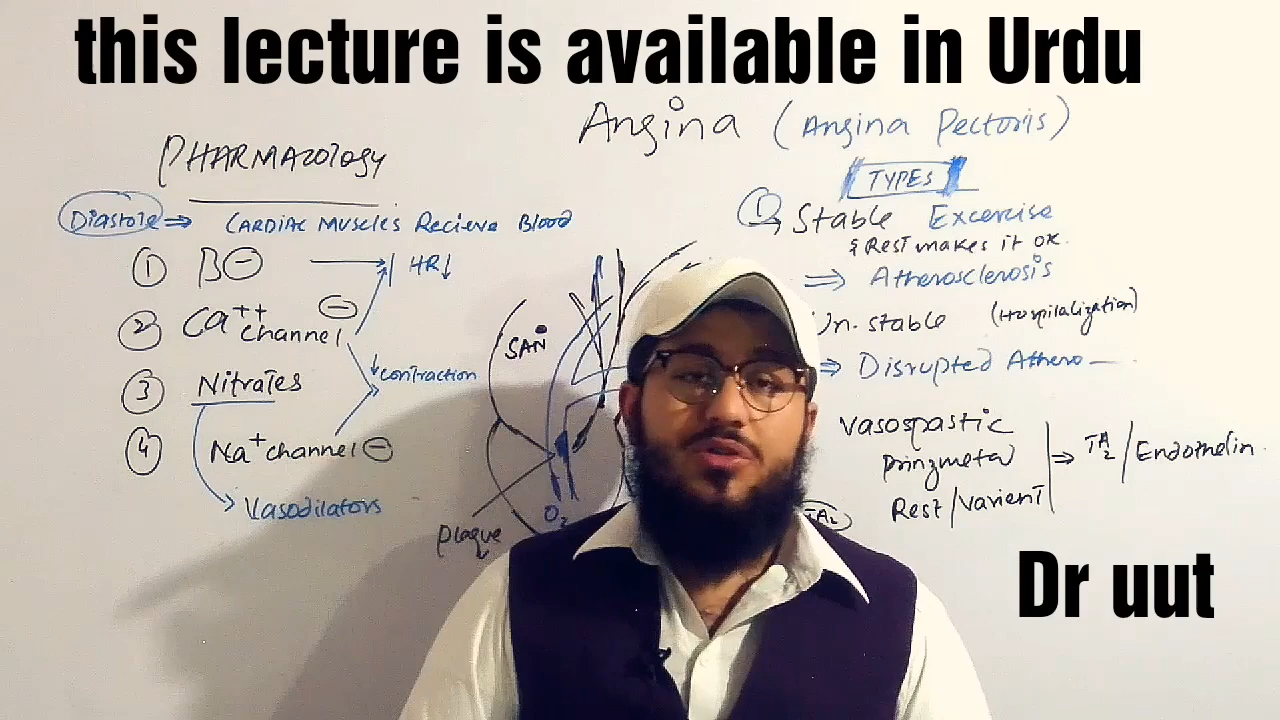 this lecture is available in Urdu
Angina (Angina Pectoris)
PHARMACOlOgy
TYPES
Diastole ⇒ CARDIAC MUSCLES Recieve Blood
① β⊖ → HR↓
② Ca++ channel ⊖
③ Nitrates
④ Na+ channel ⊖
↓contraction
Vasodilators
SAN
plaque
O2
① Stable Excercise
& Rest makes it ok.
⇒ Atherosclerosis
Un.stable (Hospilalization)
⇒ Disrupted Athero—
Vasospastic
prinzmetal
Rest/Varient
⇒ TA2/Endothelin
TA2
Dr uut